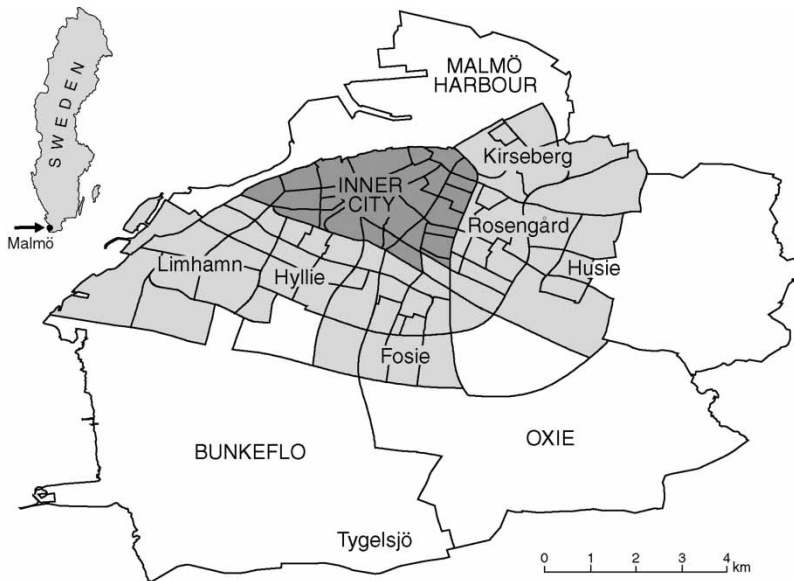 SWEDEN
Malmö
MALMÖ
HARBOUR
Kirseberg
INNER
CITY
Rosengård
Husie
Limhamn
Hyllie
Fosie
BUNKEFLO
OXIE
Tygelsjö
0 1 2 3 4
km